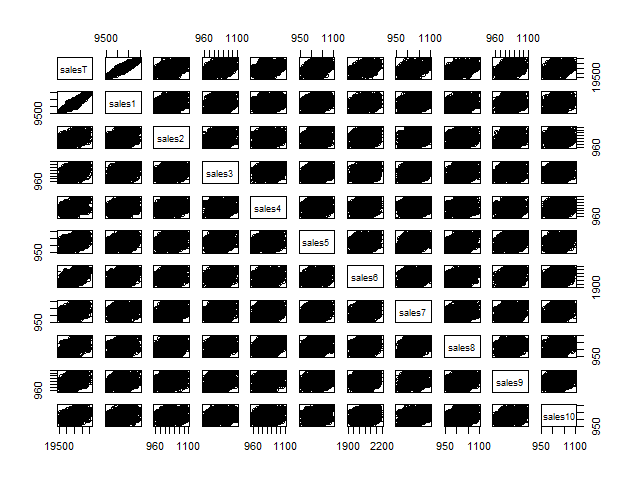 9500 960 1100 950 1100 950 1100 960 1100
salesT 19500
9500 sales1
sales2 960
960 sales3
sales4 960
950 sales5
sales6 1900
950 sales7
sales8 950
960 sales9
sales10 950
19500 960 1100 960 1100 1900 2200 950 1100 950 1100